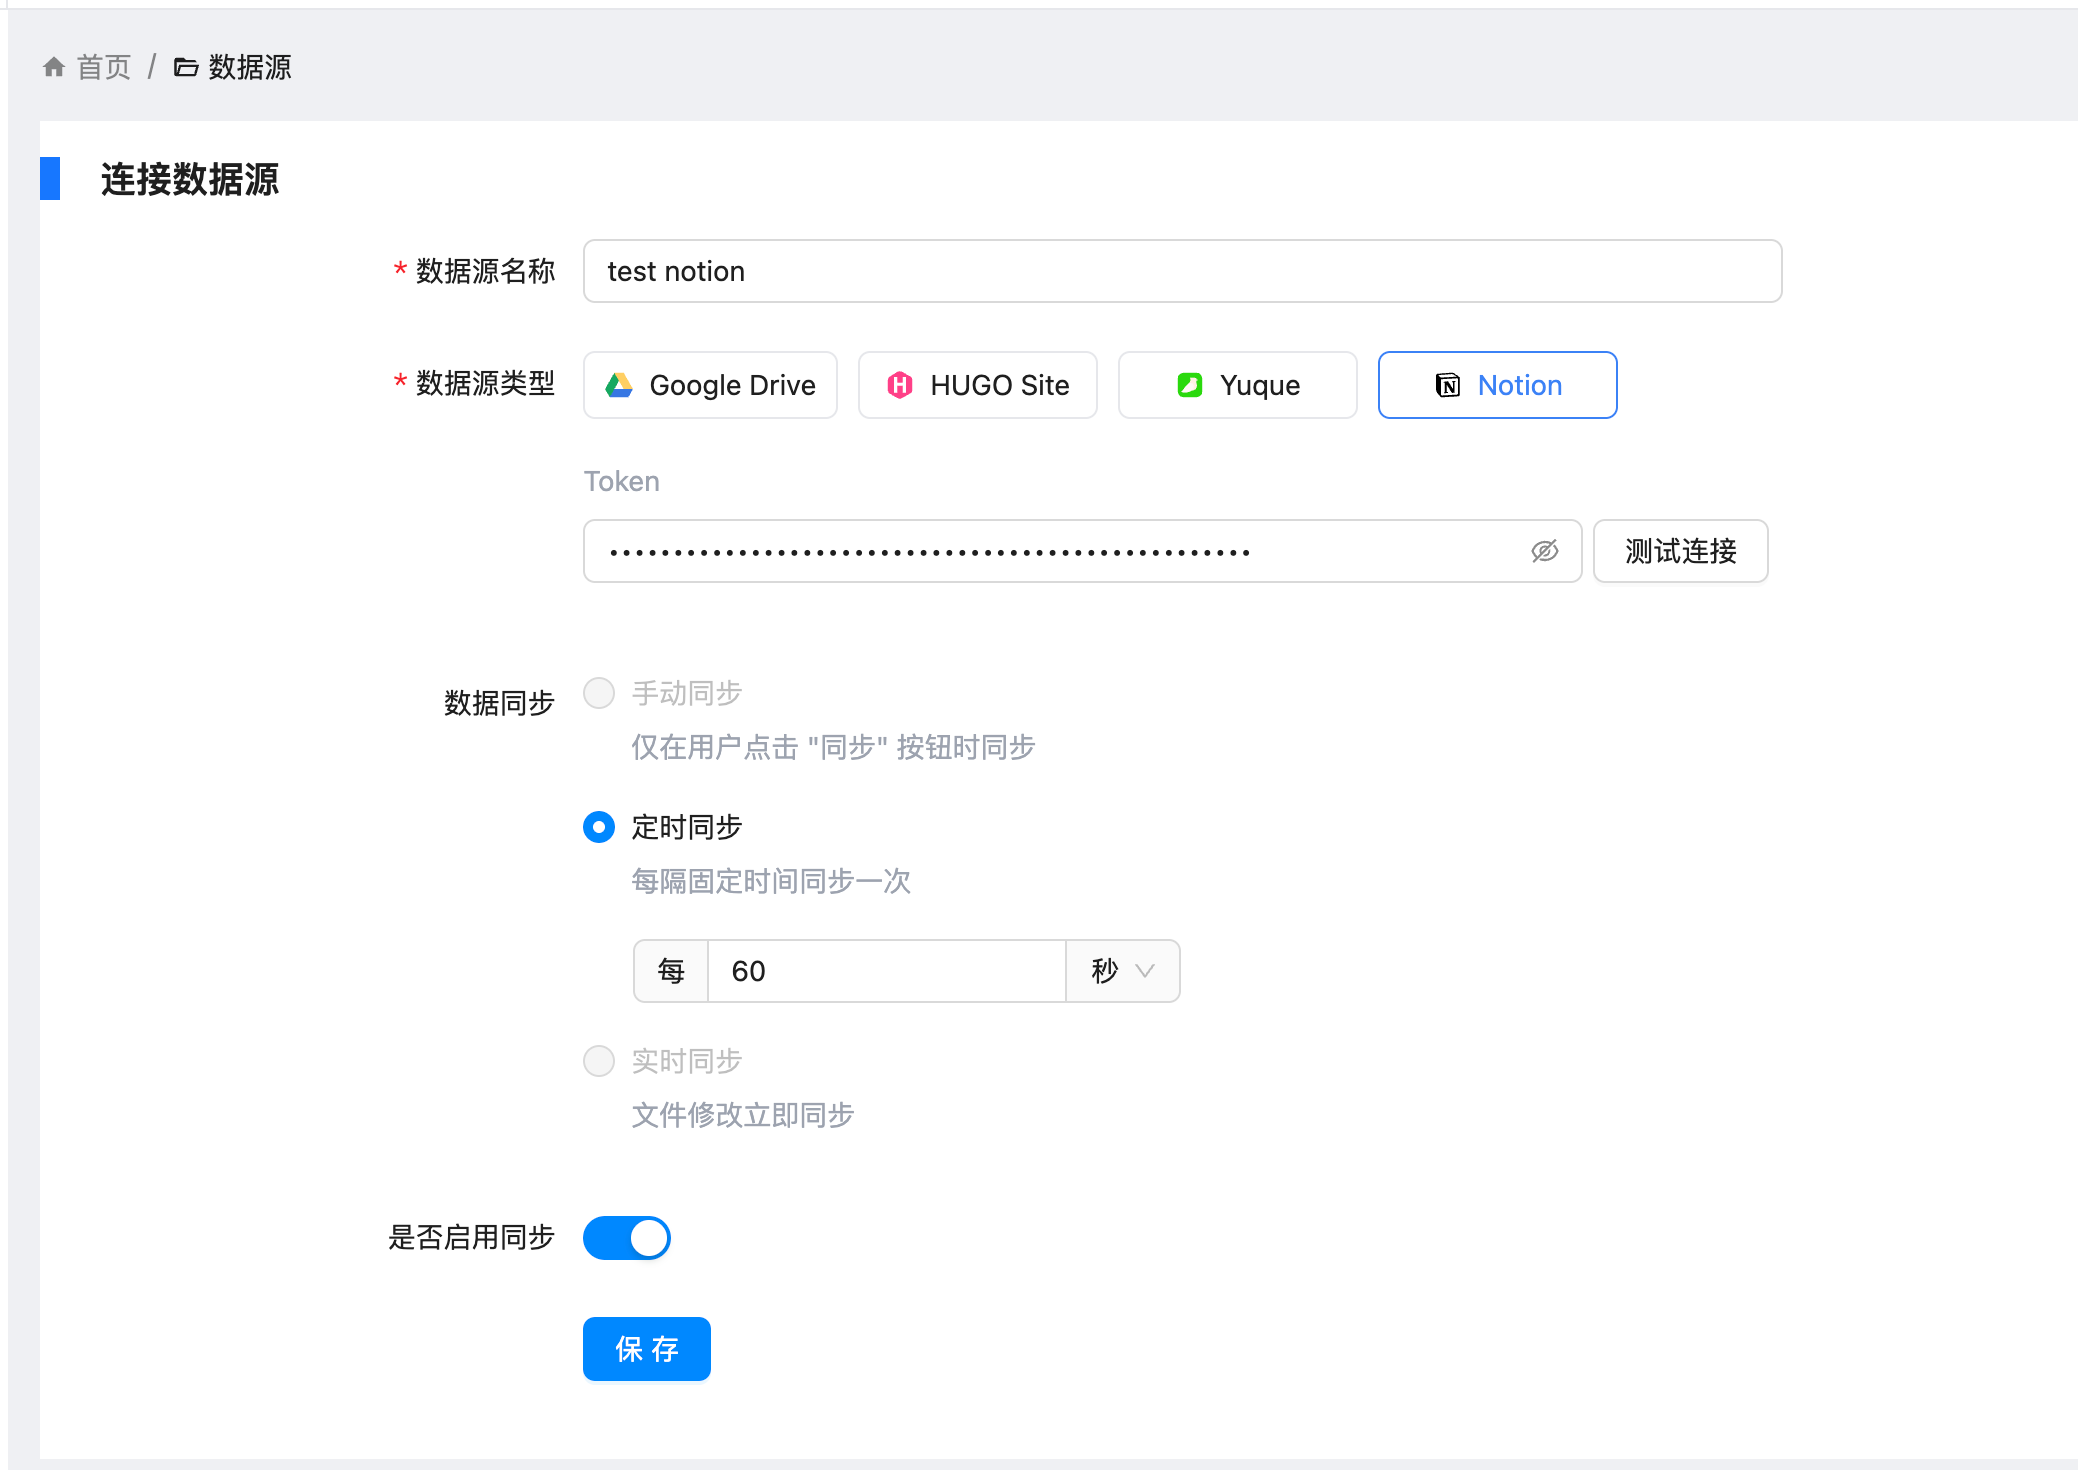 首页 / 数据源
连接数据源
* 数据源名称 test notion
* 数据源类型 Google Drive HUGO Site Yuque Notion
Token
•••••••••••••••••••••••••••••••••••••••••••••••••• 测试连接
数据同步 手动同步
仅在用户点击 "同步" 按钮时同步
定时同步
每隔固定时间同步一次
每 60 秒
实时同步
文件修改立即同步
是否启用同步
保 存